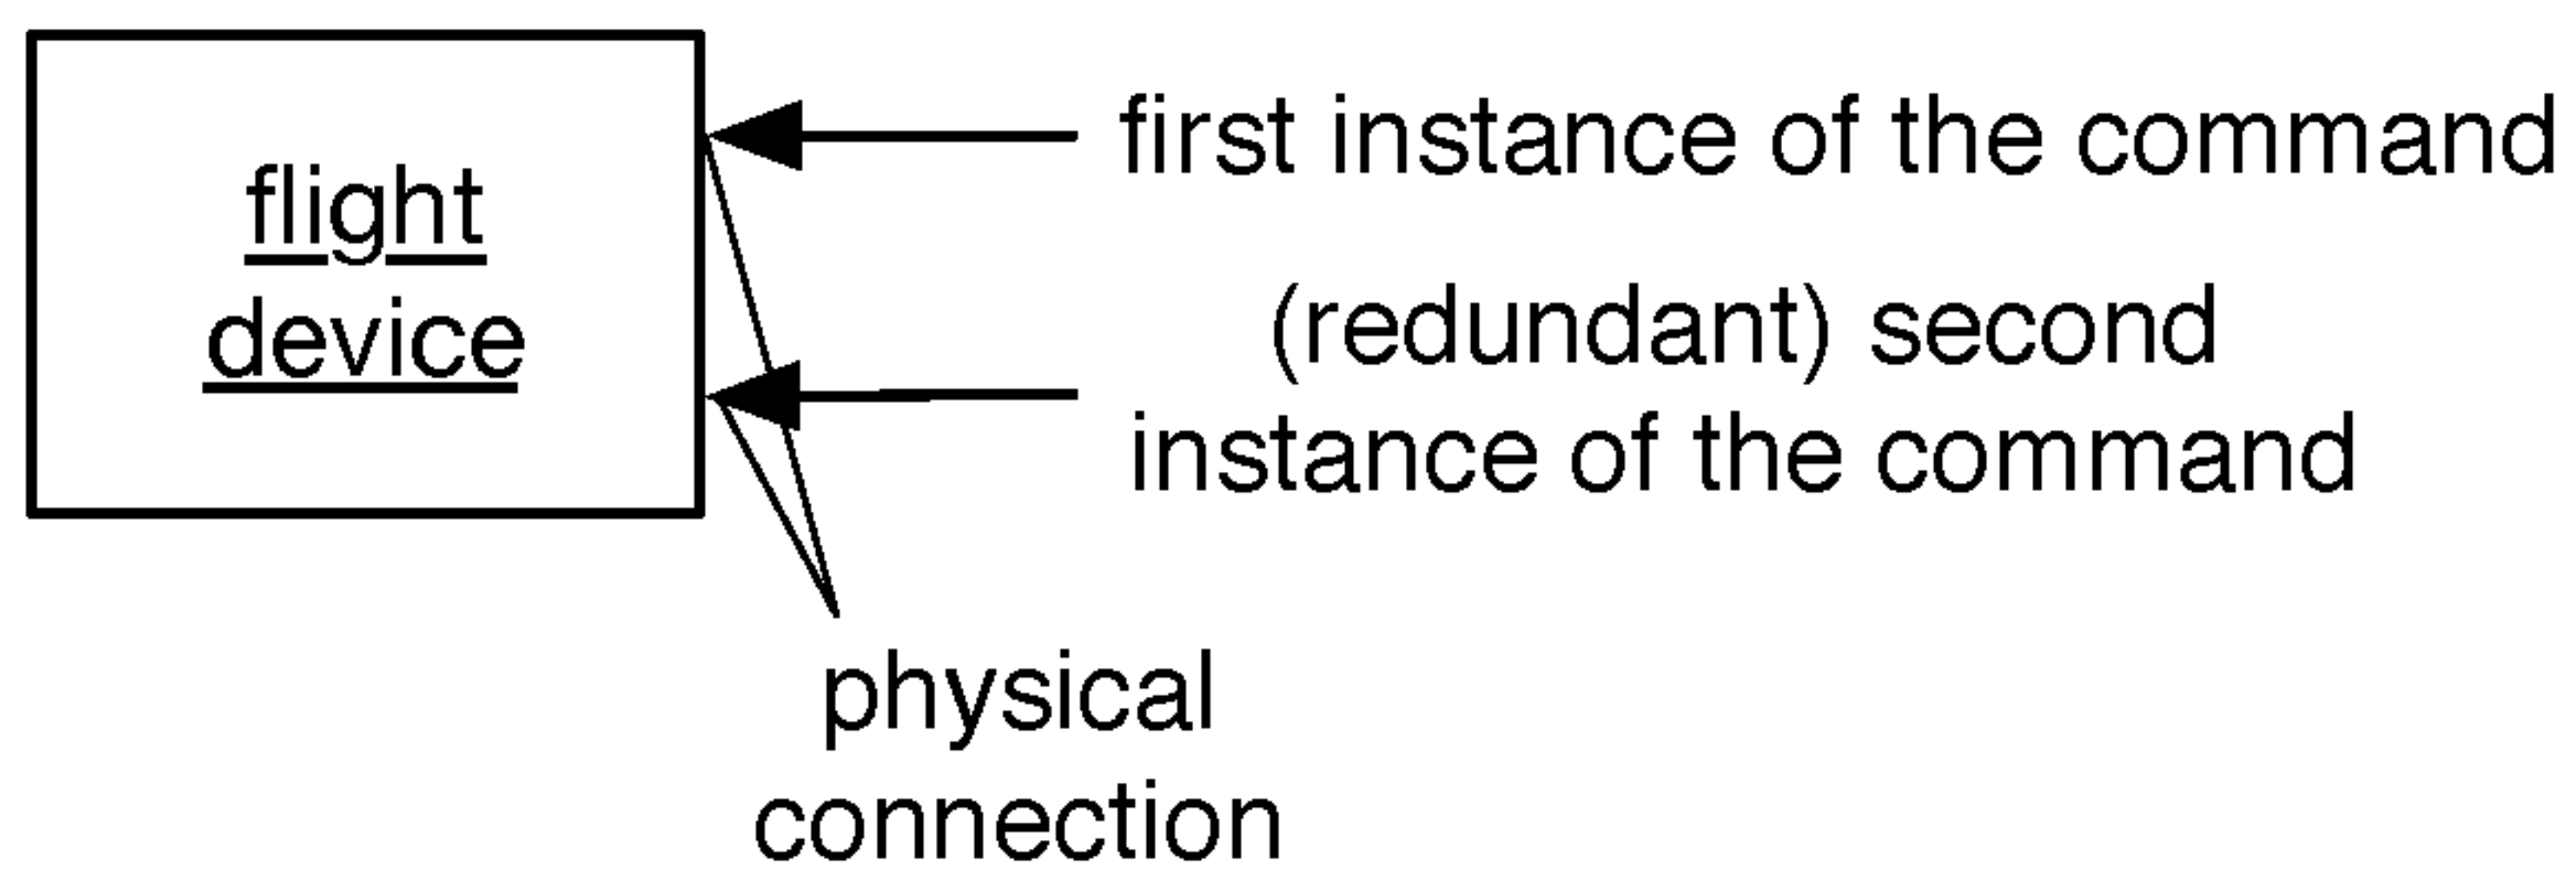 flight
device
first instance of the command
(redundant) second
instance of the command
physical
connection